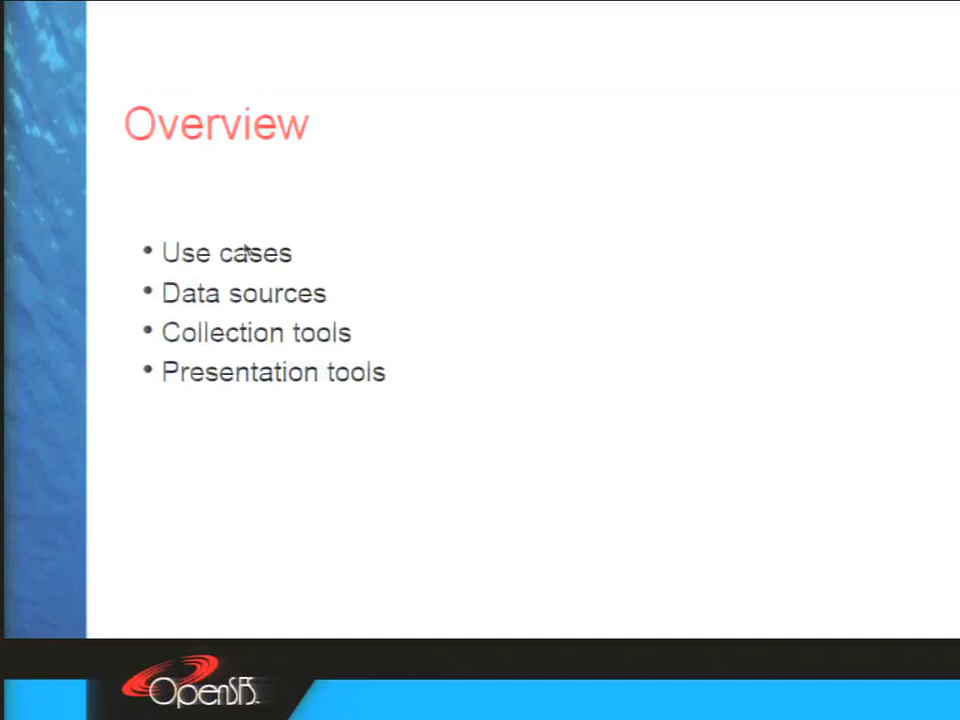 Overview
• Use cases
• Data sources
• Collection tools
• Presentation tools
OpenSFS